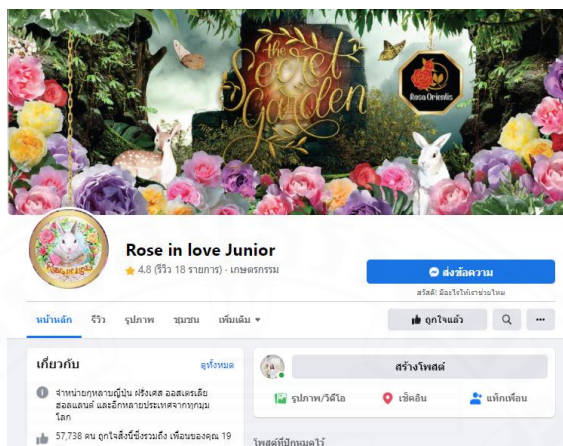 the
Secret
Garden
Rosa Orientis
ROSE IN LOVE
Rose in love Junior
4.8 (รีวิว 18 รายการ) · เกษตรกรรม
ส่งข้อความ
สวัสดี! มีอะไรให้เราช่วยไหม
หน้าหลัก รีวิว รูปภาพ ชุมชน เพิ่มเติม
ถูกใจแล้ว
เกี่ยวกับ ดูทั้งหมด
จำหน่ายกุหลาบญี่ปุ่น ฝรั่งเศส ออสเตรเลีย
ฮอลแลนด์ และอีกหลายประเทศจากทุกมุม
โลก
57,738 คน ถูกใจสิ่งนี้ซึ่งรวมถึง เพื่อนของคุณ 19
สร้างโพสต์
รูปภาพ/วิดีโอ เช็คอิน แท็กเพื่อน
โพสต์ที่ปักหมุดไว้